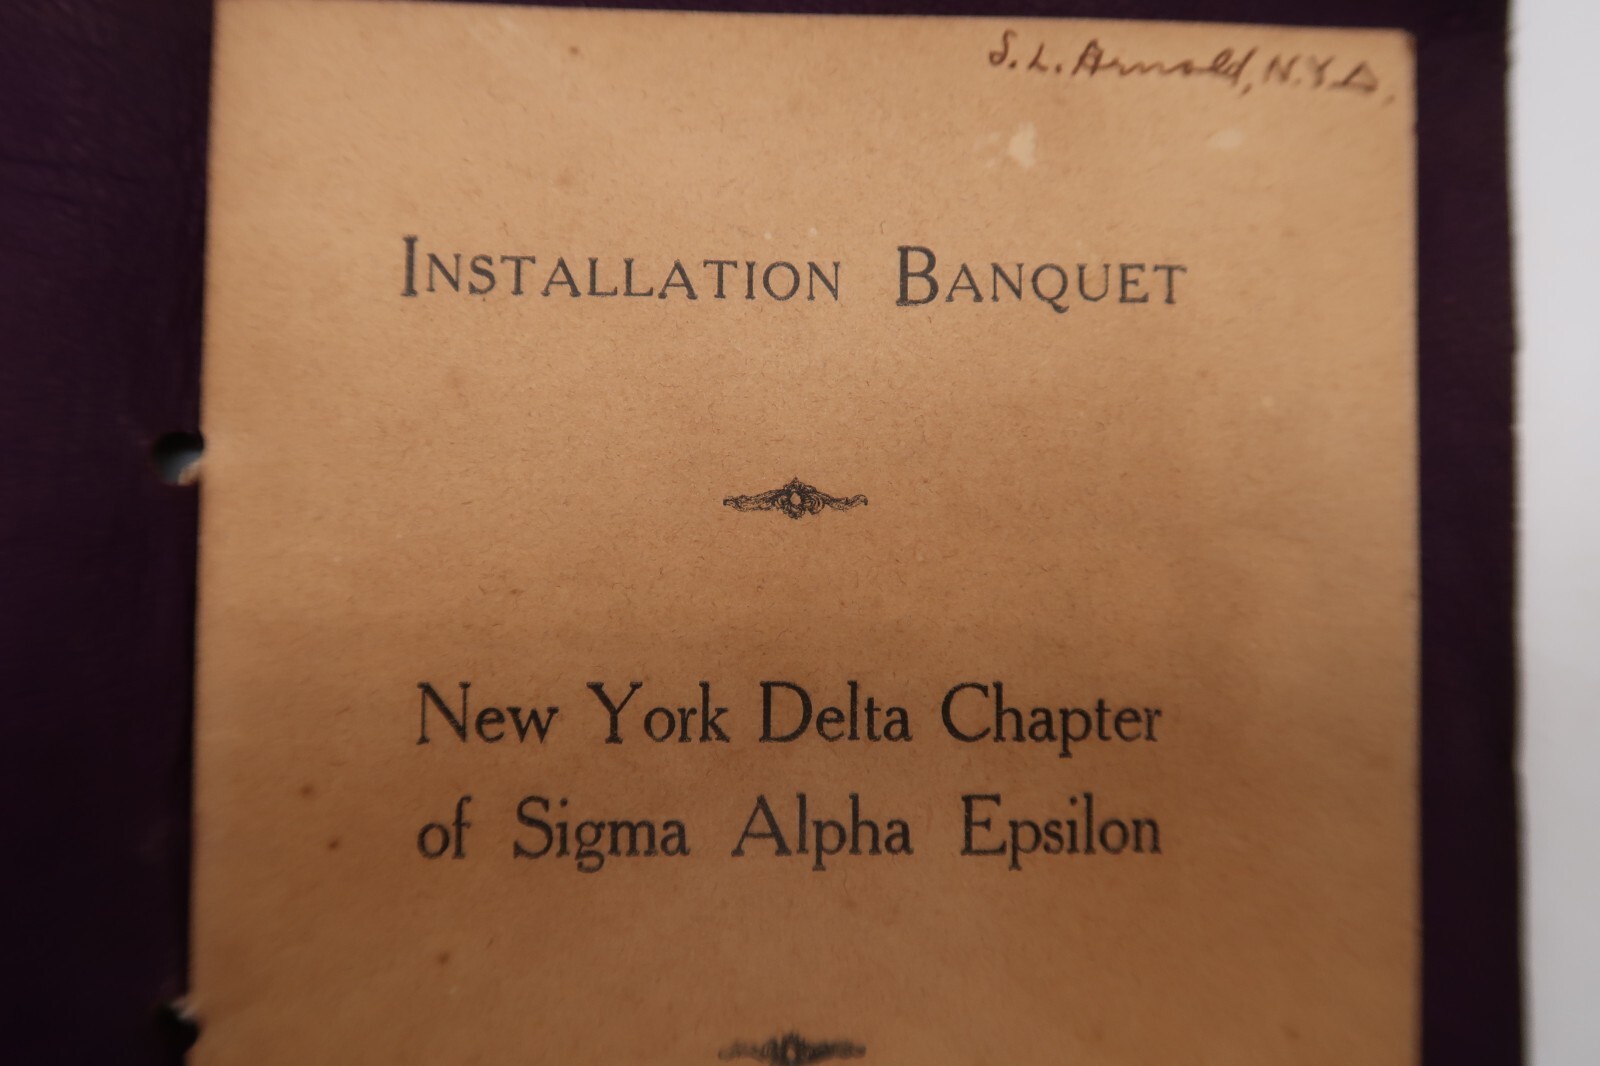 S. L. Arnold, N.Y.Δ.
Installation Banquet
New York Delta Chapter
of Sigma Alpha Epsilon